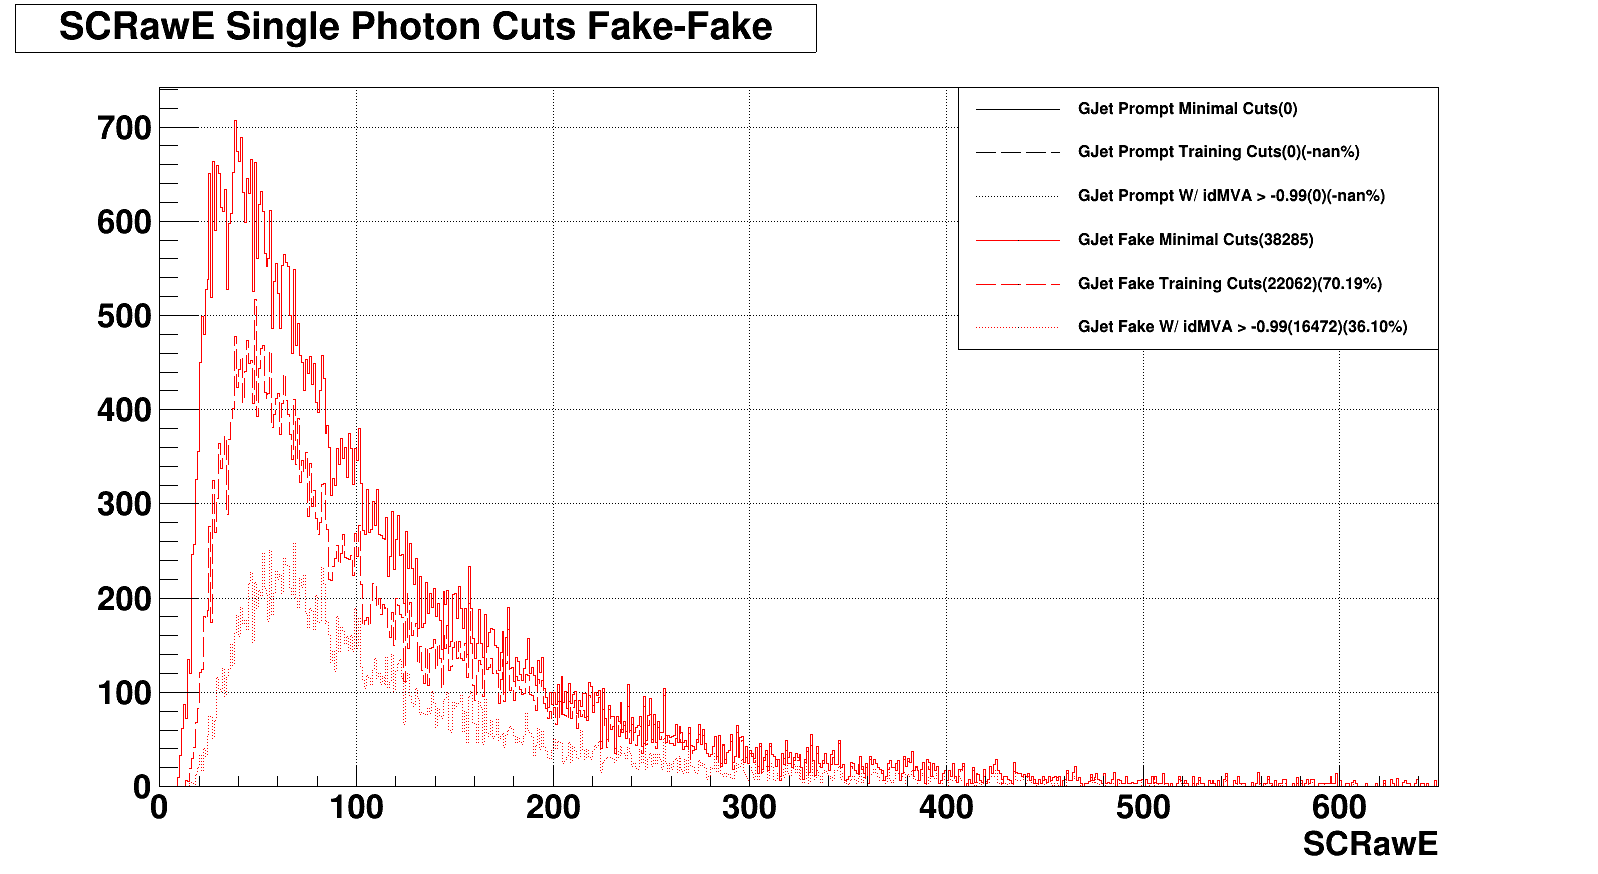 SCRawE Single Photon Cuts Fake-Fake
GJet Prompt Minimal Cuts(0)
GJet Prompt Training Cuts(0)(-nan%)
GJet Prompt W/ idMVA > -0.99(0)(-nan%)
GJet Fake Minimal Cuts(38285)
GJet Fake Training Cuts(22062)(70.19%)
GJet Fake W/ idMVA > -0.99(16472)(36.10%)
700
600
500
400
300
200
100
0
0 100 200 300 400 500 600
SCRawE